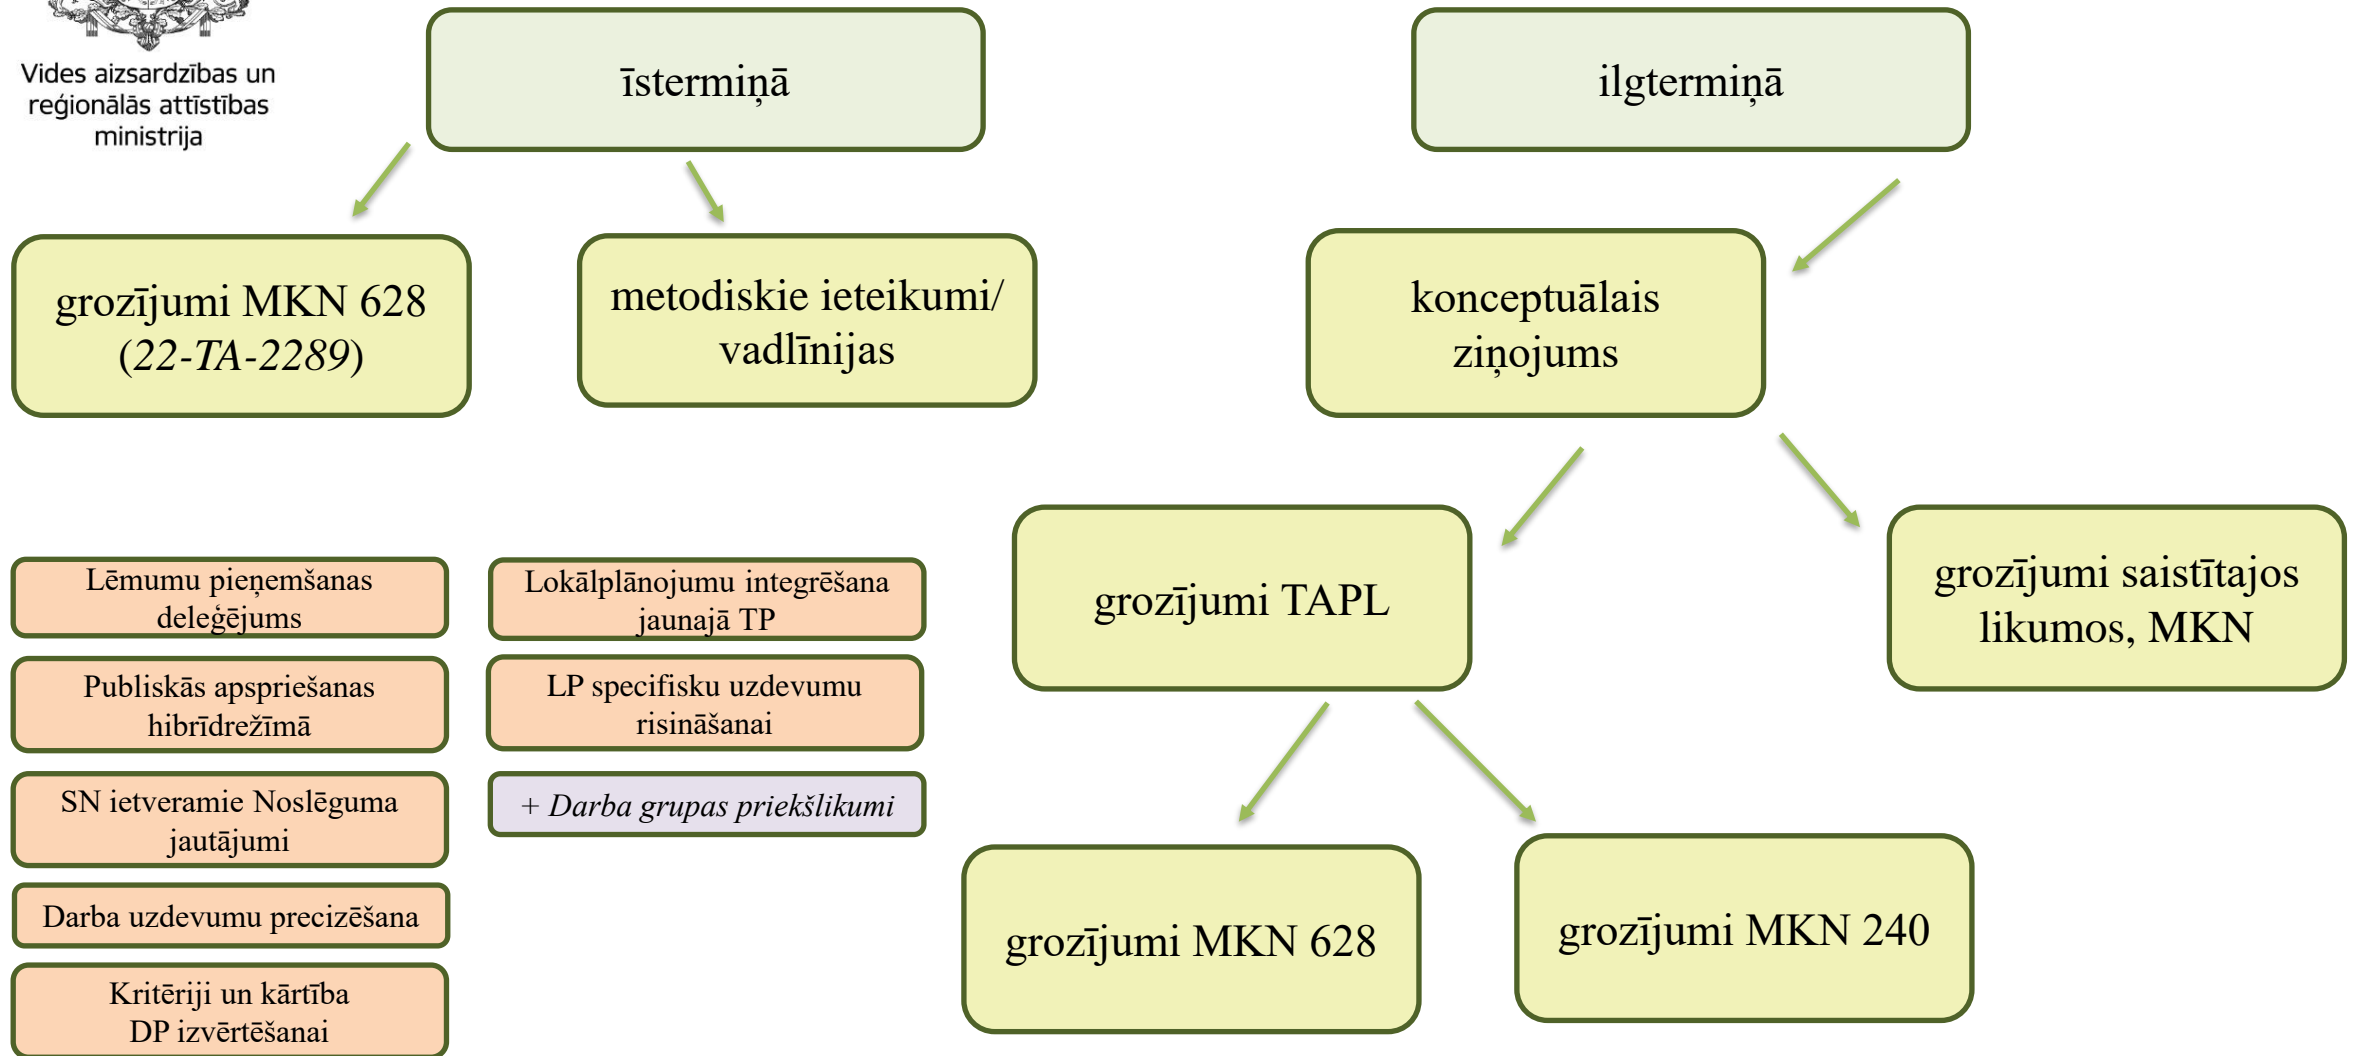 Vides aizsardzības un
reģionālās attīstības
ministrija
īstermiņā
ilgtermiņā
grozījumi MKN 628
(22-TA-2289)
metodiskie ieteikumi/
vadlīnijas
konceptuālais
ziņojums
grozījumi TAPL
grozījumi saistītajos
likumos, MKN
grozījumi MKN 628
grozījumi MKN 240
Lēmumu pieņemšanas
deleģējums
Publiskās apspriešanas
hibrīdrežīmā
SN ietveramie Noslēguma
jautājumi
Darba uzdevumu precizēšana
Kritēriji un kārtība
DP izvērtēšanai
Lokālplānojumu integrēšana
jaunajā TP
LP specifisku uzdevumu
risināšanai
+ Darba grupas priekšlikumi